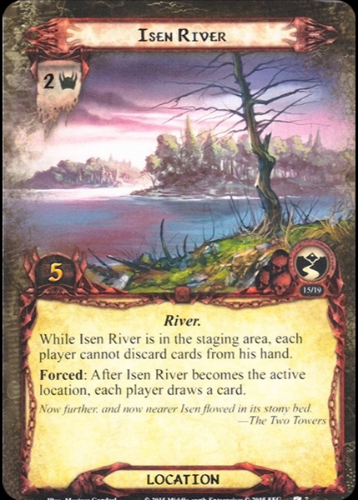 Isen River
2
5
15/19
River.
While Isen River is in the staging area, each
player cannot discard cards from his hand.
Forced: After Isen River becomes the active
location, each player draws a card.
Now further, and now nearer Isen flowed in its stony bed.
—The Two Towers
LOCATION